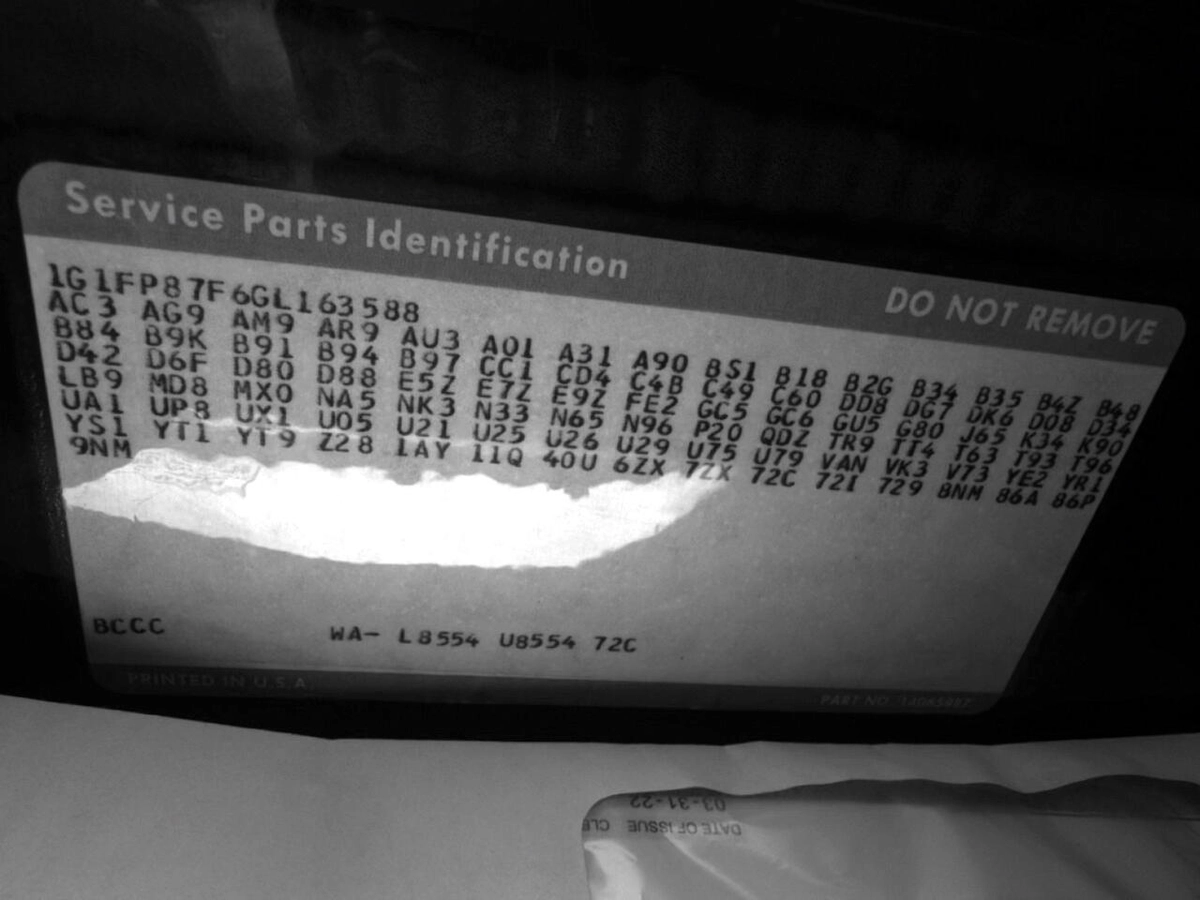 Service Parts Identification
DO NOT REMOVE
1G1FP87F6GL163588
AC3 AG9 AM9 AR9 AU3 A01 A31 A90 BS1 B18 B2G B34 B35 B4Z B48
B84 B9K B91 B94 B97 CC1 CD4 C4B C49 C60 DD8 DG7 DK6 D08 D34
D42 D6F D80 D88 E5Z E7Z E9Z FE2 GC5 GC6 GU5 G80 J65 K34 K90
LB9 MD8 MX0 NA5 NK3 N33 N65 N96 P20 QDZ TR9 TT4 T63 T93 T96
UA1 UP8 UX1 U05 U21 U25 U26 U29 U75 U79 VAN VK3 V73 YE2 YR1
YS1 YT1 YT9 Z28 1AY 11Q 40U 6ZX 7ZX 72C 72I 729 8NM 86A 86P
9NM
BCCC WA- L8554 U8554 72C
PRINTED IN U.S.A.
PART NO.
03-31-22
DATE OF ISSUE